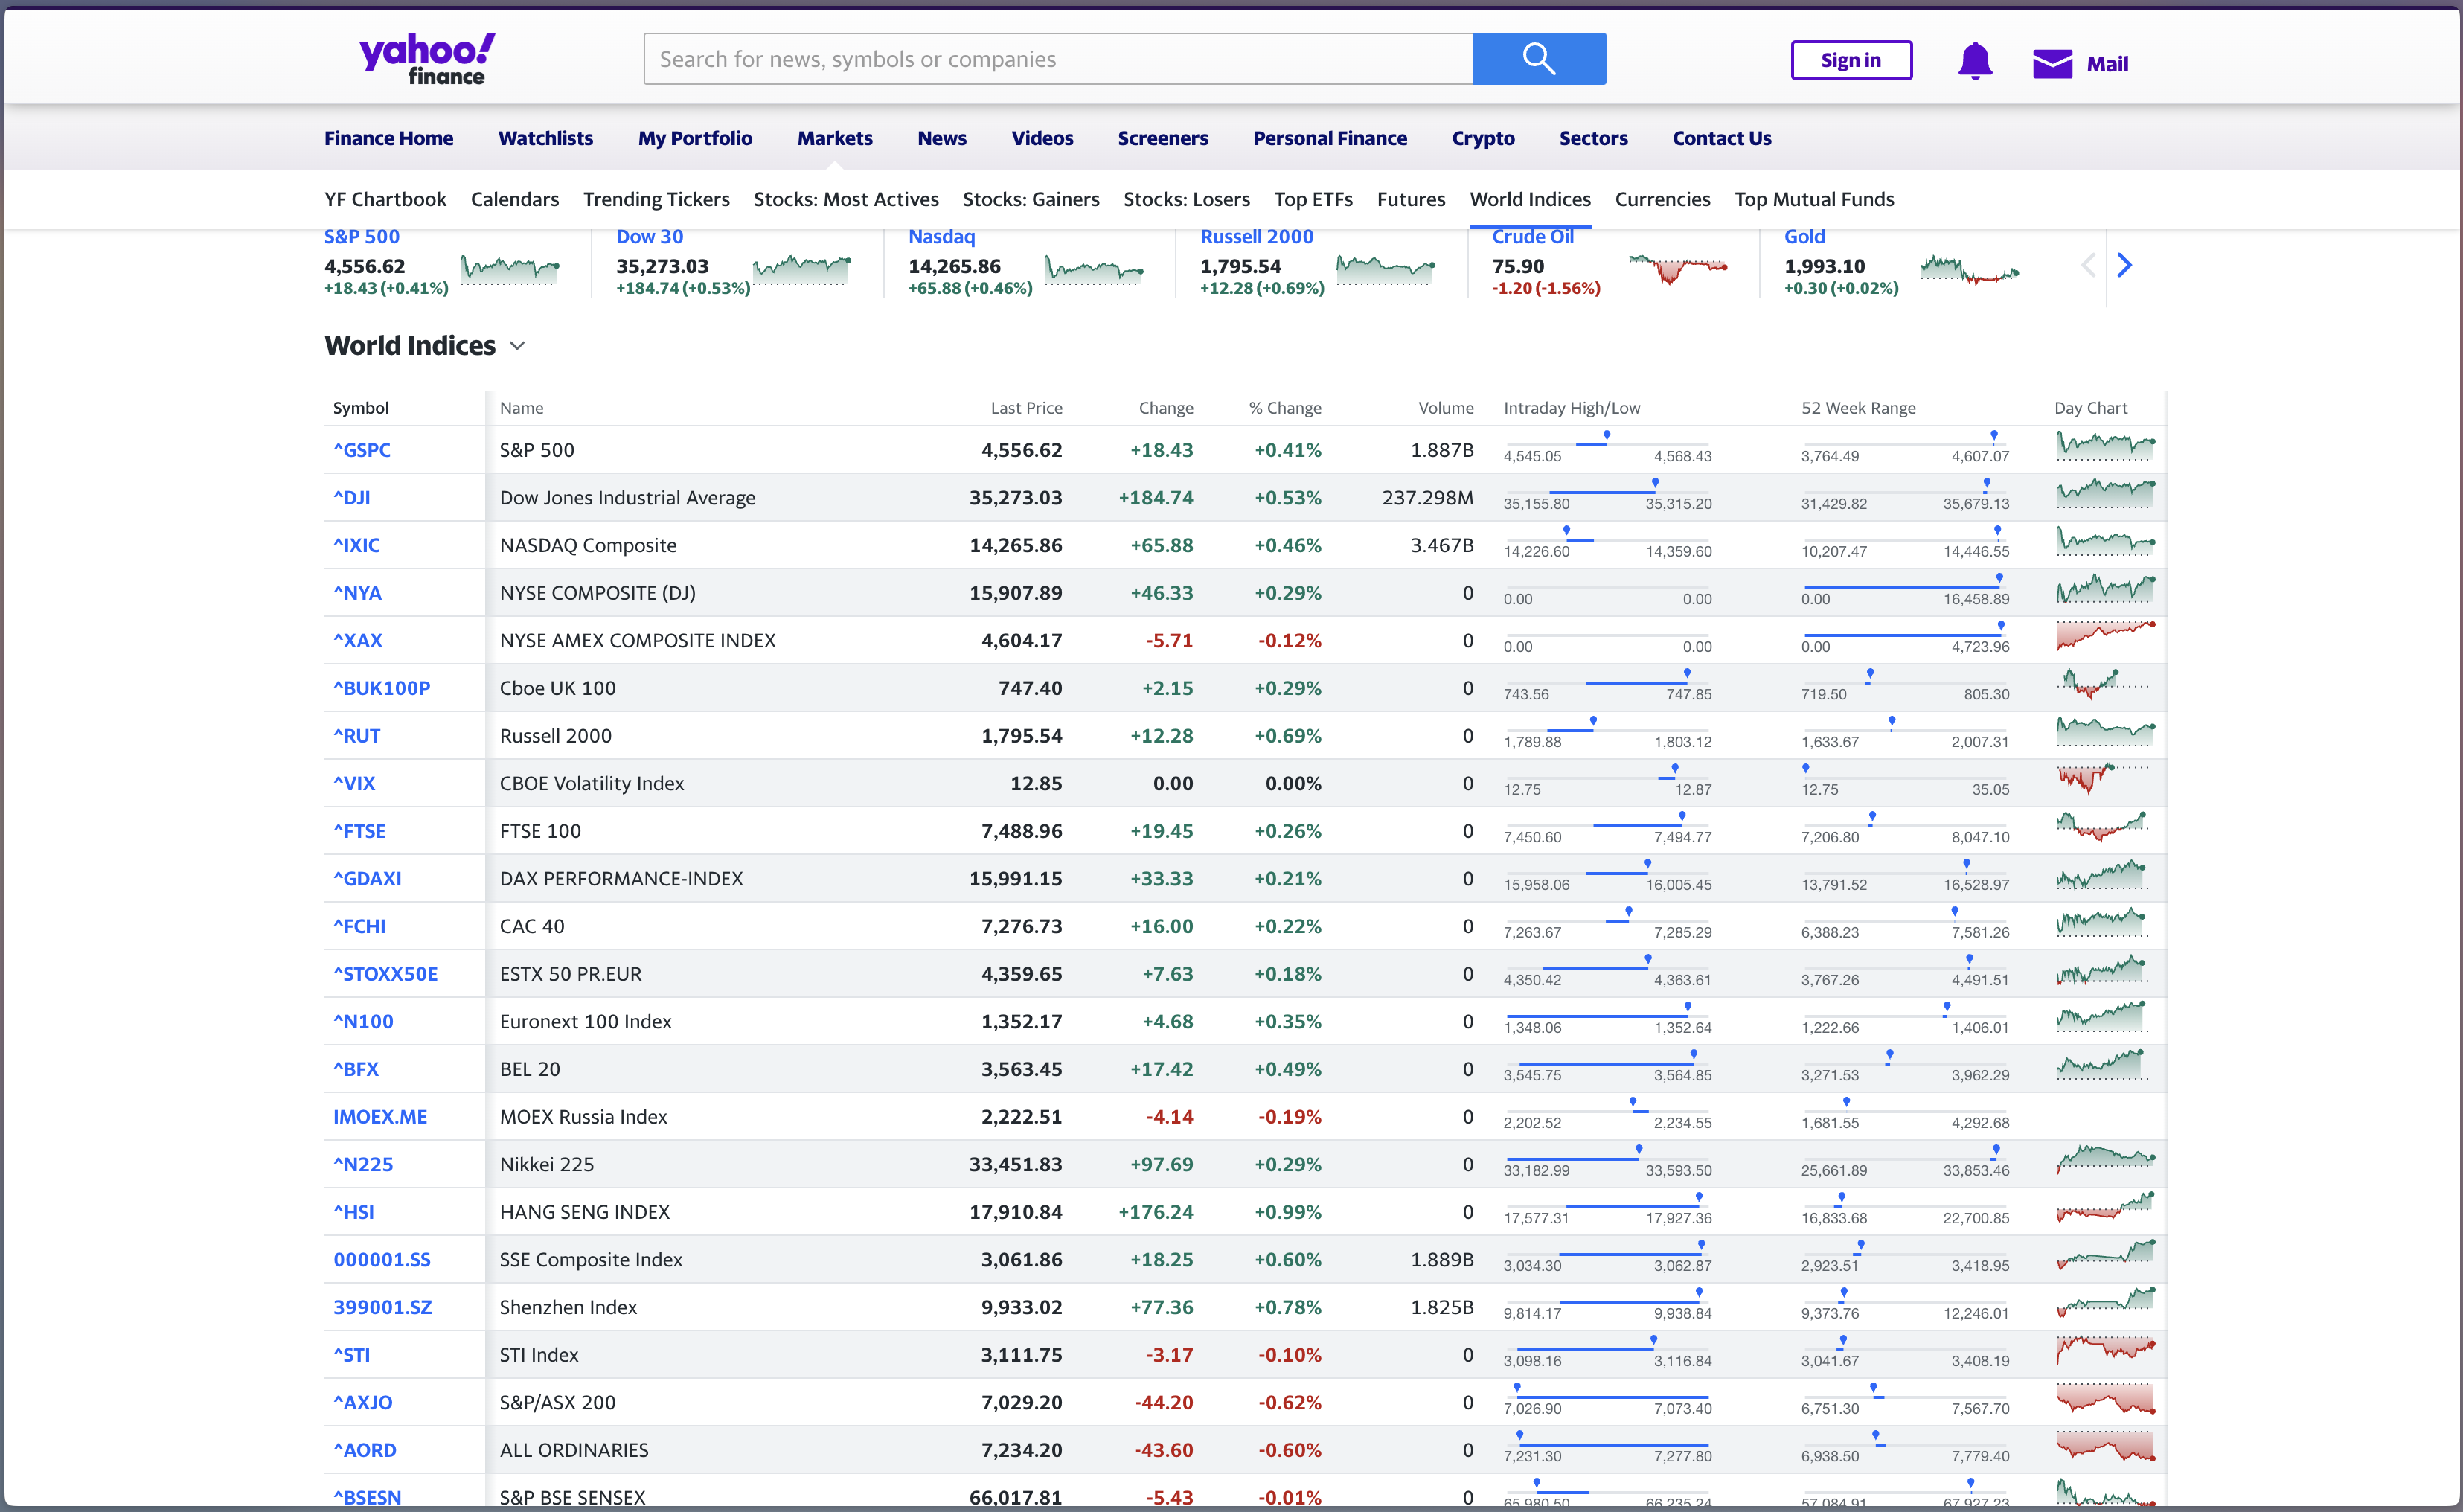 yahoo!
finance
Search for news, symbols or companies
Sign in
Mail
Finance Home Watchlists My Portfolio Markets News Videos Screeners Personal Finance Crypto Sectors Contact Us
YF Chartbook Calendars Trending Tickers Stocks: Most Actives Stocks: Gainers Stocks: Losers Top ETFs Futures World Indices Currencies Top Mutual Funds
S&P 500 Dow 30 Nasdaq Russell 2000 Crude Oil Gold
4,556.62 35,273.03 14,265.86 1,795.54 75.90 1,993.10
+18.43 (+0.41%) +184.74 (+0.53%) +65.88 (+0.46%) +12.28 (+0.69%) -1.20 (-1.56%) +0.30 (+0.02%)
World Indices
Symbol Name Last Price Change % Change Volume Intraday High/Low 52 Week Range Day Chart
^GSPC S&P 500 4,556.62 +18.43 +0.41% 1.887B 4,545.05 4,568.43 3,764.49 4,607.07
^DJI Dow Jones Industrial Average 35,273.03 +184.74 +0.53% 237.298M 35,155.80 35,315.20 31,429.82 35,679.13
^IXIC NASDAQ Composite 14,265.86 +65.88 +0.46% 3.467B 14,226.60 14,359.60 10,207.47 14,446.55
^NYA NYSE COMPOSITE (DJ) 15,907.89 +46.33 +0.29% 0 0.00 0.00 0.00 16,458.89
^XAX NYSE AMEX COMPOSITE INDEX 4,604.17 -5.71 -0.12% 0 0.00 0.00 0.00 4,723.96
^BUK100P Cboe UK 100 747.40 +2.15 +0.29% 0 743.56 747.85 719.50 805.30
^RUT Russell 2000 1,795.54 +12.28 +0.69% 0 1,789.88 1,803.12 1,633.67 2,007.31
^VIX CBOE Volatility Index 12.85 0.00 0.00% 0 12.75 12.87 12.75 35.05
^FTSE FTSE 100 7,488.96 +19.45 +0.26% 0 7,450.60 7,494.77 7,206.80 8,047.10
^GDAXI DAX PERFORMANCE-INDEX 15,991.15 +33.33 +0.21% 0 15,958.06 16,005.45 13,791.52 16,528.97
^FCHI CAC 40 7,276.73 +16.00 +0.22% 0 7,263.67 7,285.29 6,388.23 7,581.26
^STOXX50E ESTX 50 PR.EUR 4,359.65 +7.63 +0.18% 0 4,350.42 4,363.61 3,767.26 4,491.51
^N100 Euronext 100 Index 1,352.17 +4.68 +0.35% 0 1,348.06 1,352.64 1,222.66 1,406.01
^BFX BEL 20 3,563.45 +17.42 +0.49% 0 3,545.75 3,564.85 3,271.53 3,962.29
IMOEX.ME MOEX Russia Index 2,222.51 -4.14 -0.19% 0 2,202.52 2,234.55 1,681.55 4,292.68
^N225 Nikkei 225 33,451.83 +97.69 +0.29% 0 33,182.99 33,593.50 25,661.89 33,853.46
^HSI HANG SENG INDEX 17,910.84 +176.24 +0.99% 0 17,577.31 17,927.36 16,833.68 22,700.85
000001.SS SSE Composite Index 3,061.86 +18.25 +0.60% 1.889B 3,034.30 3,062.87 2,923.51 3,418.95
399001.SZ Shenzhen Index 9,933.02 +77.36 +0.78% 1.825B 9,814.17 9,938.84 9,373.76 12,246.01
^STI STI Index 3,111.75 -3.17 -0.10% 0 3,098.16 3,116.84 3,041.67 3,408.19
^AXJO S&P/ASX 200 7,029.20 -44.20 -0.62% 0 7,026.90 7,073.40 6,751.30 7,567.70
^AORD ALL ORDINARIES 7,234.20 -43.60 -0.60% 0 7,231.30 7,277.80 6,938.50 7,779.40
^BSESN S&P BSE SENSEX 66,017.81 -5.43 -0.01% 0 65,980.50 66,235.24 57,084.91 67,927.23